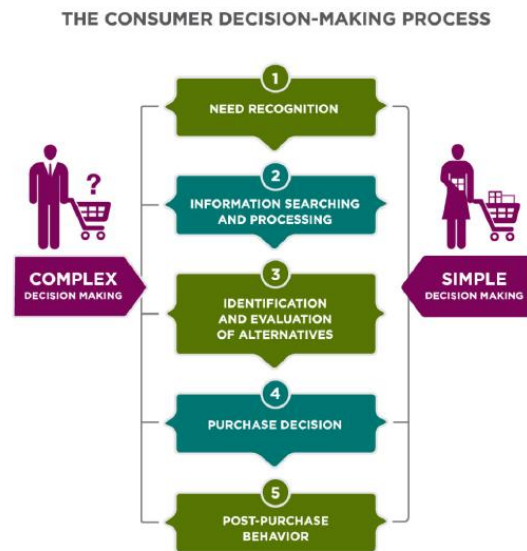 THE CONSUMER DECISION-MAKING PROCESS
1
NEED RECOGNITION
2
INFORMATION SEARCHING
AND PROCESSING
?
COMPLEX
DECISION MAKING
3
IDENTIFICATION
AND EVALUATION
OF ALTERNATIVES
SIMPLE
DECISION MAKING
4
PURCHASE DECISION
5
POST-PURCHASE
BEHAVIOR